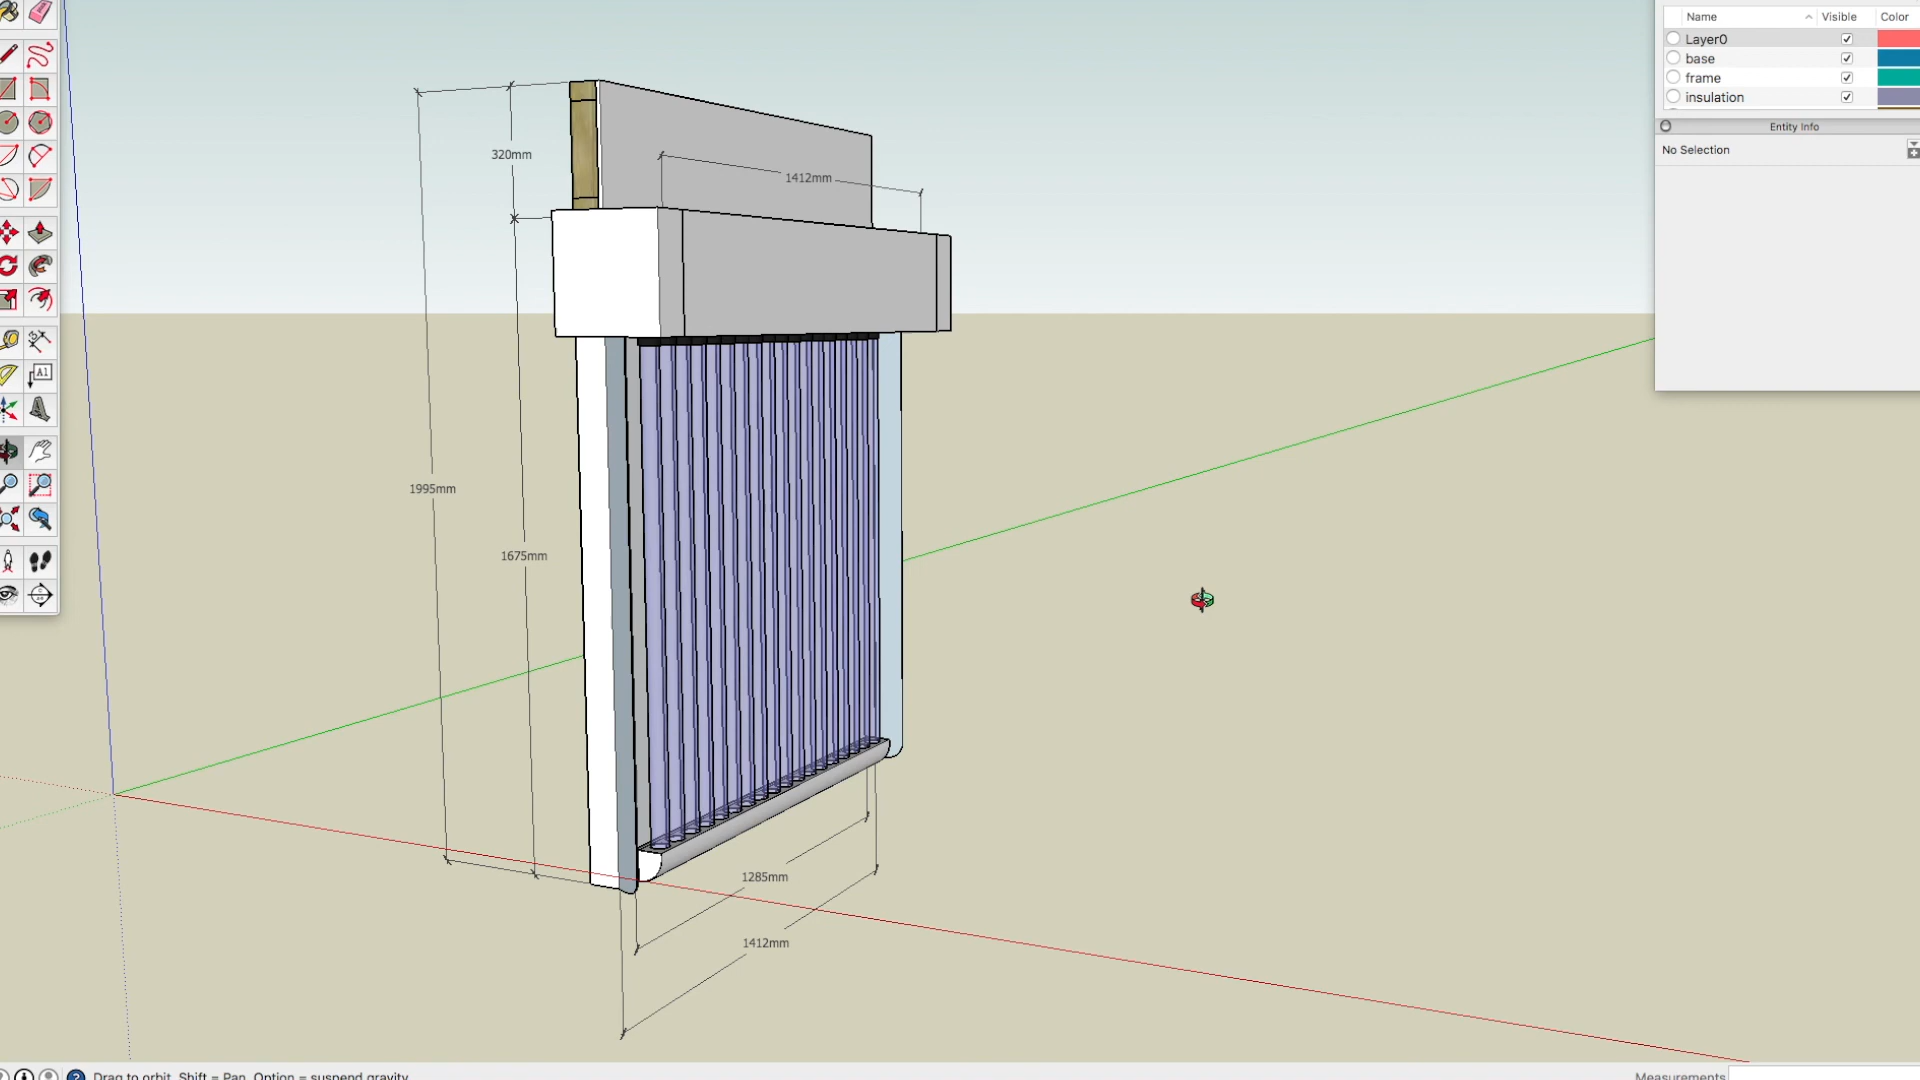 Name Visible Color
Layer0
base
frame
insulation
Entity Info
No Selection
320mm
1412mm
1995mm
1675mm
1285mm
1412mm
A1
Drag to orbit. Shift = Pan, Option = suspend gravity
Measurements